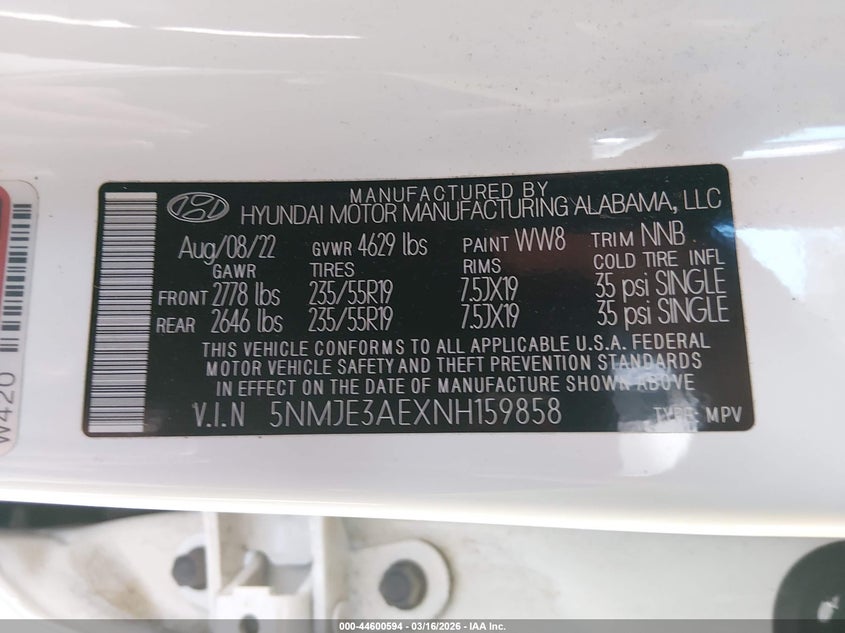 MANUFACTURED BY
HYUNDAI MOTOR MANUFACTURING ALABAMA, LLC
Aug/08/22 GVWR 4629 lbs PAINT WW8 TRIM NNB
GAWR TIRES RIMS COLD TIRE INFL
FRONT 2778 lbs 235/55R19 7.5JX19 35 psi SINGLE
REAR 2646 lbs 235/55R19 7.5JX19 35 psi SINGLE
THIS VEHICLE CONFORMS TO ALL APPLICABLE U.S.A. FEDERAL
MOTOR VEHICLE SAFETY AND THEFT PREVENTION STANDARDS
IN EFFECT ON THE DATE OF MANUFACTURE SHOWN ABOVE
V.I.N 5NMJE3AEXNH159858 TYPE: MPV
W420
000-44600594 - 03/16/2026 - IAA Inc.